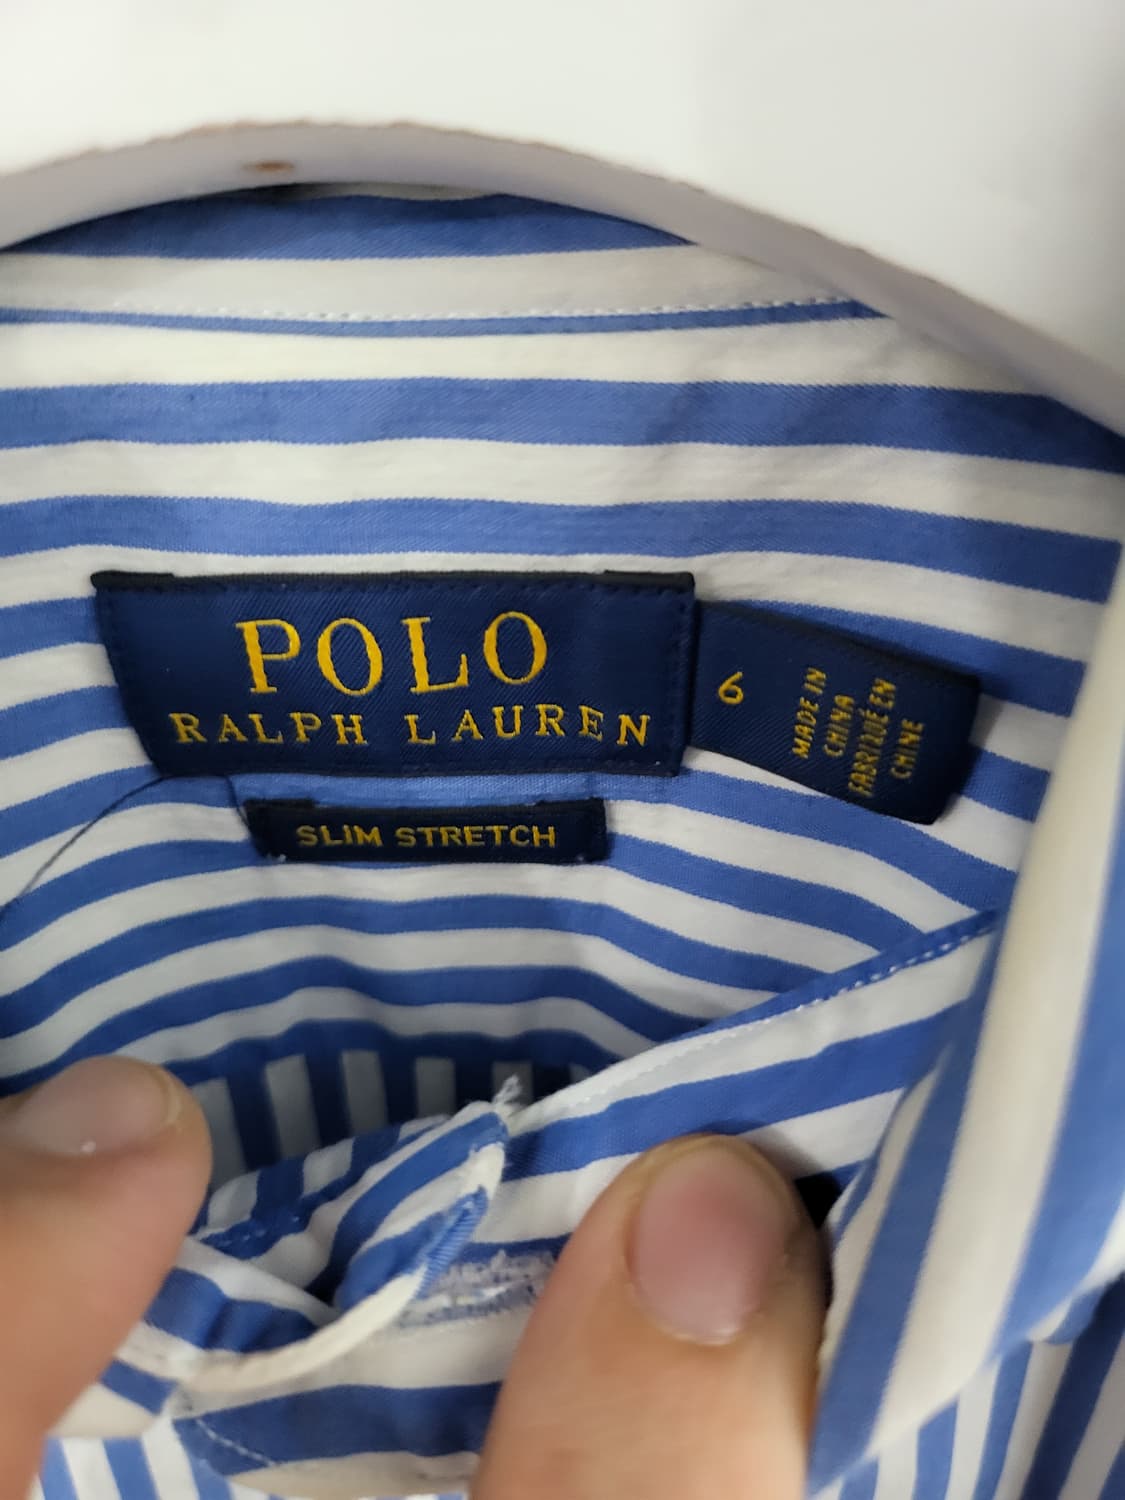 POLO
RALPH LAUREN
SLIM STRETCH
6
MADE IN
CHINA
FABRIQUÉ EN
CHINE